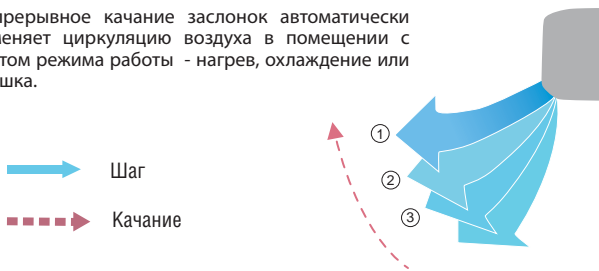 прерывное качание заслонок автоматически
меняет циркуляцию воздуха в помещении с
том режима работы - нагрев, охлаждение или
шка.
1
2
3
Шаг
Качание